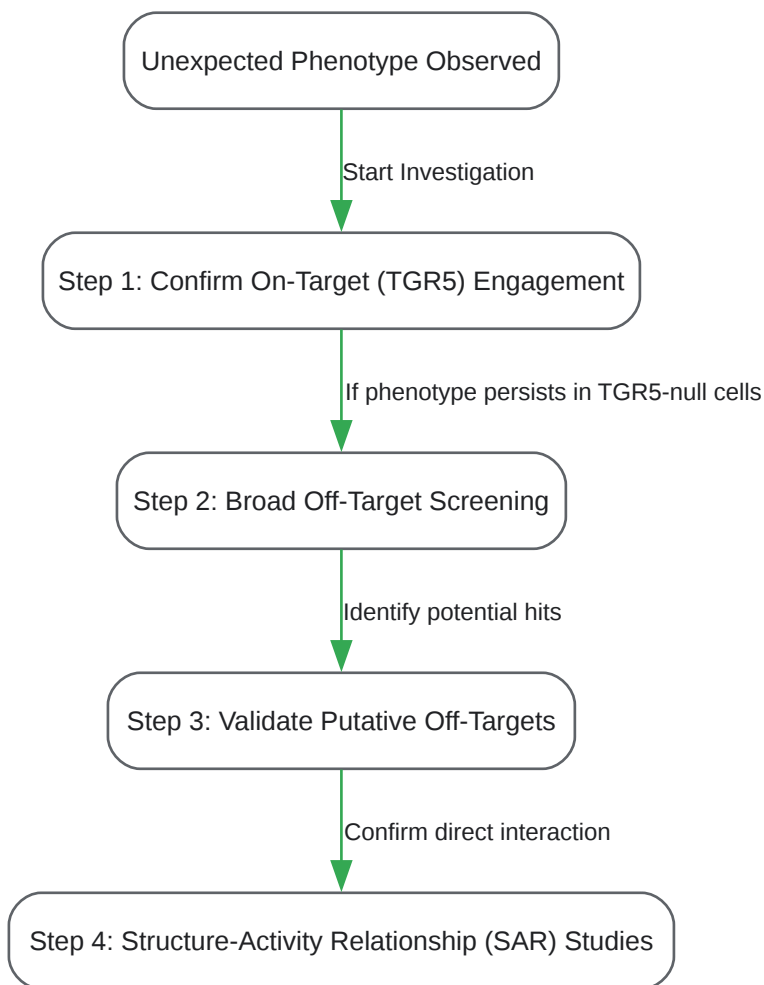 Unexpected Phenotype Observed
Start Investigation
Step 1: Confirm On-Target (TGR5) Engagement
If phenotype persists in TGR5-null cells
Step 2: Broad Off-Target Screening
Identify potential hits
Step 3: Validate Putative Off-Targets
Confirm direct interaction
Step 4: Structure-Activity Relationship (SAR) Studies